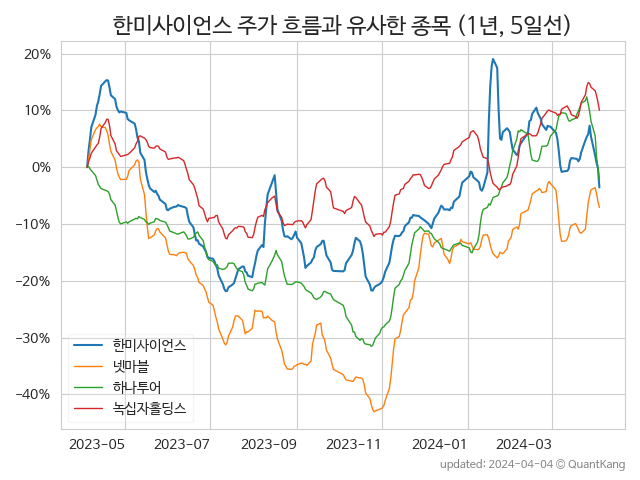 한미사이언스 주가 흐름과 유사한 종목 (1년, 5일선)
20%
10%
0%
−10%
−20%
−30%
−40%
한미사이언스
넷마블
하나투어
녹십자홀딩스
2023−05
2023−07
2023−09
2023−11
2024−01
2024−03
updated: 2024-04-04 © QuantKang